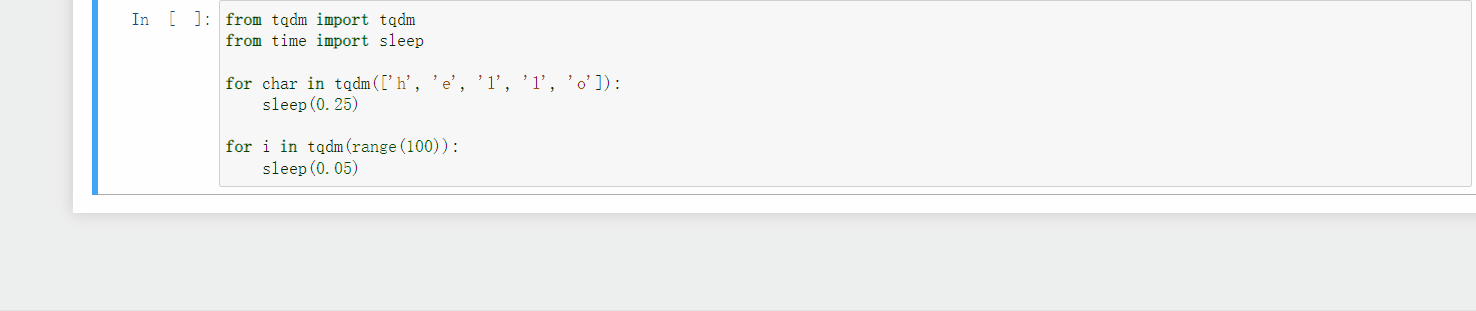 In [ ]: from tqdm import tqdm
from time import sleep
for char in tqdm(['h', 'e', 'l', 'l', 'o']):
    sleep(0.25)
for i in tqdm(range(100)):
    sleep(0.05)